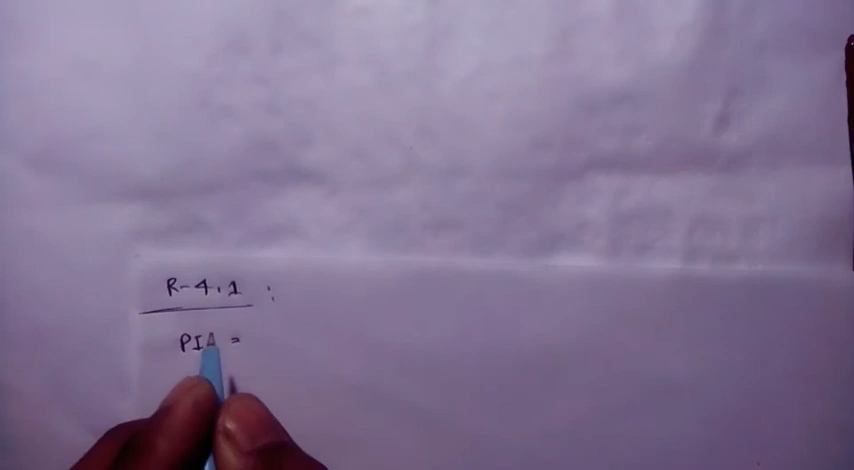 R-4.1 :
PI =